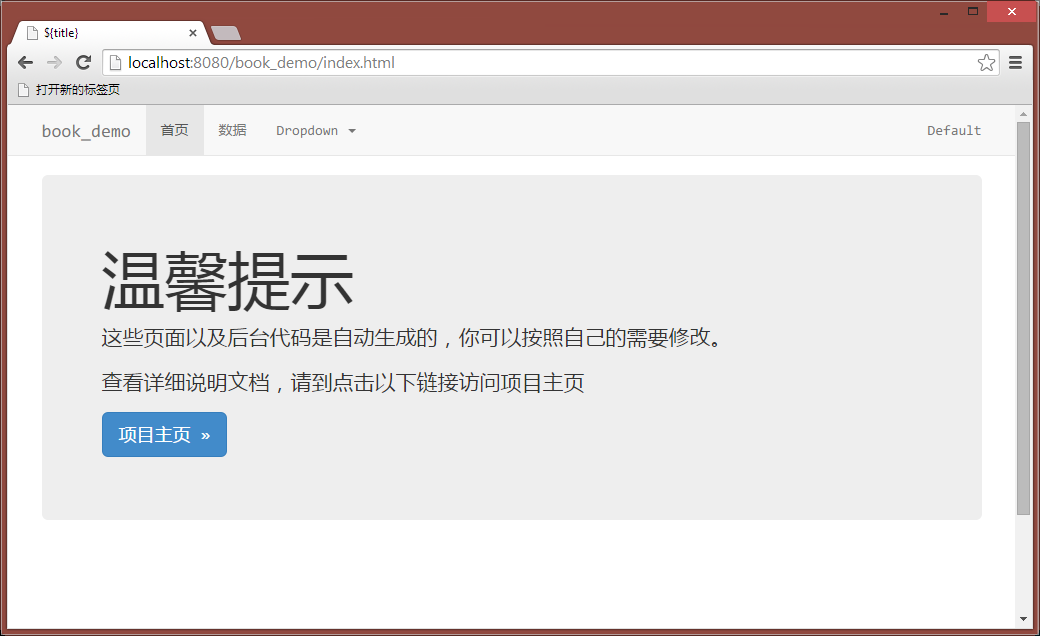 ${title}
localhost:8080/book_demo/index.html
打开新的标签页
book_demo 首页 数据 Dropdown Default
温馨提示
这些页面以及后台代码是自动生成的，你可以按照自己的需要修改。
查看详细说明文档，请到点击以下链接访问项目主页
项目主页 »